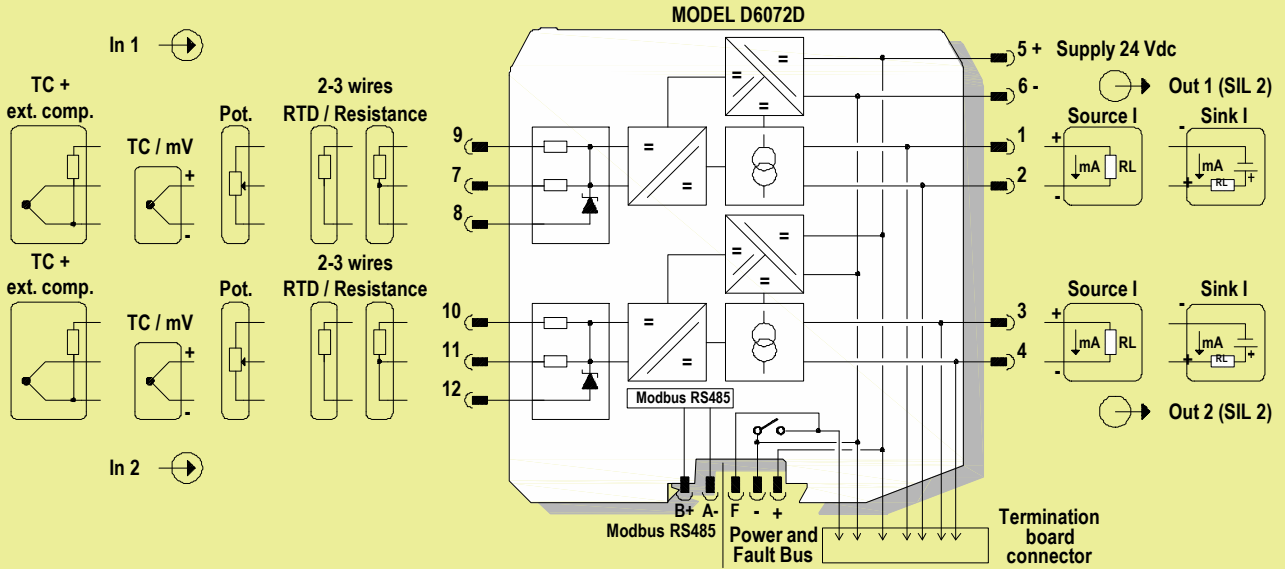 MODEL D6072D
In 1
TC +
ext. comp.
TC / mV
+
-
Pot.
2-3 wires
RTD / Resistance
9
7
8
=
=
=
=
=
5 +
Supply 24 Vdc
6 -
Out 1 (SIL 2)
1
2
Source I
+
mA
RL
-
Sink I
-
mA
RL
+
+
TC +
ext. comp.
TC / mV
+
-
Pot.
2-3 wires
RTD / Resistance
10
11
12
=
=
=
=
=
3
4
Source I
+
mA
RL
-
Sink I
-
mA
RL
+
+
Out 2 (SIL 2)
In 2
Modbus RS485
B+
A-
F
-
+
Modbus RS485
Power and
Fault Bus
Termination
board
connector